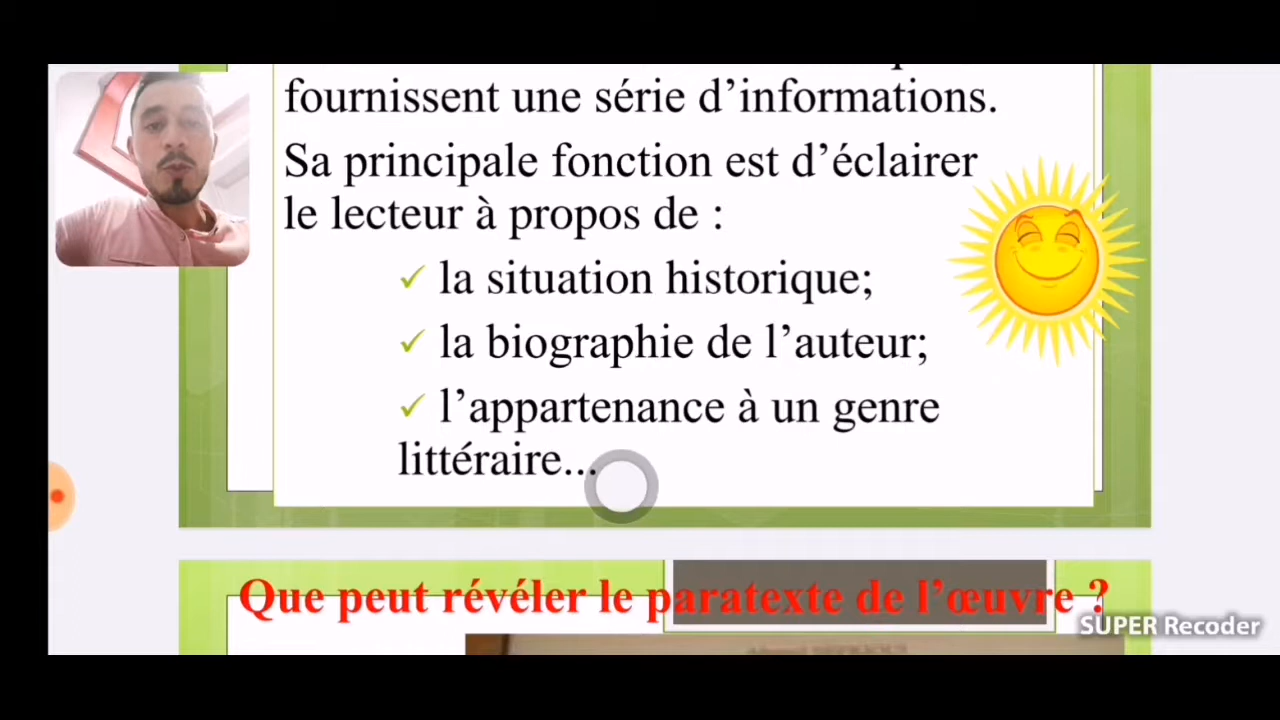 fournissent une série d’informations.
Sa principale fonction est d’éclairer
le lecteur à propos de :
✓ la situation historique;
✓ la biographie de l’auteur;
✓ l’appartenance à un genre
littéraire...
Que peut révéler le paratexte de l’œuvre ?
SUPER Recoder